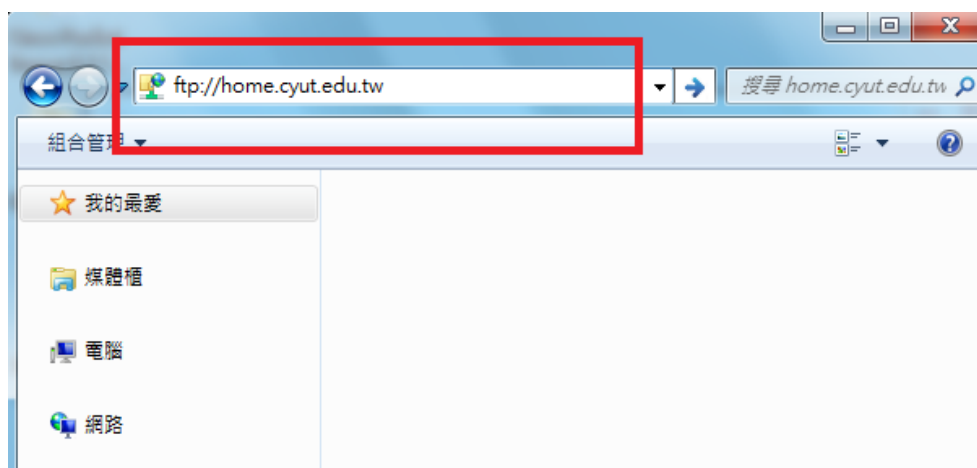 ftp://home.cyut.edu.tw
搜尋 home.cyut.edu.tw
組合管理
我的最愛
媒體櫃
電腦
網路